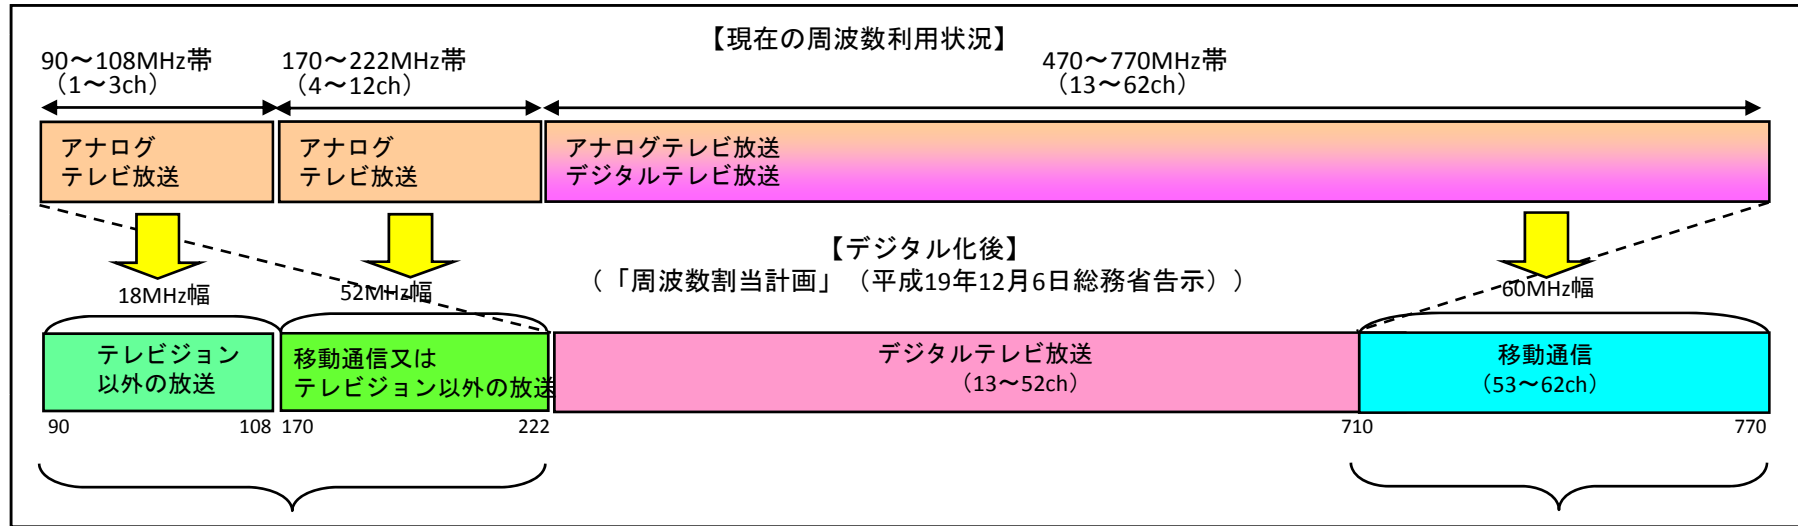 【現在の周波数利用状況】
90～108MHz帯
（1～3ch）
170～222MHz帯
（4～12ch）
470～770MHz帯
（13～62ch）
アナログ
テレビ放送
アナログ
テレビ放送
アナログテレビ放送
デジタルテレビ放送
【デジタル化後】
（「周波数割当計画」（平成19年12月6日総務省告示））
18MHz幅
52MHz幅
60MHz幅
テレビジョン
以外の放送
移動通信又は
テレビジョン以外の放送
デジタルテレビ放送
（13～52ch）
移動通信
（53～62ch）
90
108
170
222
710
770